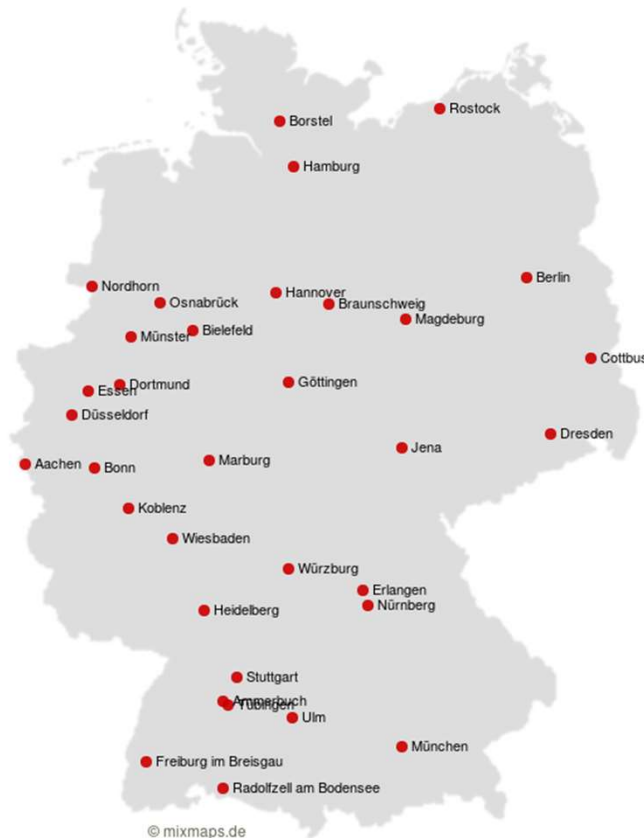 Rostock
Borstel
Hamburg
Berlin
Nordhorn
Hannover
Osnabrück
Braunschweig
Magdeburg
Bielefeld
Münster
Cottbus
Göttingen
Dortmund
Essen
Düsseldorf
Dresden
Jena
Marburg
Aachen
Bonn
Koblenz
Wiesbaden
Würzburg
Erlangen
Nürnberg
Heidelberg
Stuttgart
Ammerbuch
Tübingen
Ulm
München
Freiburg im Breisgau
Radolfzell am Bodensee
© mixmaps.de